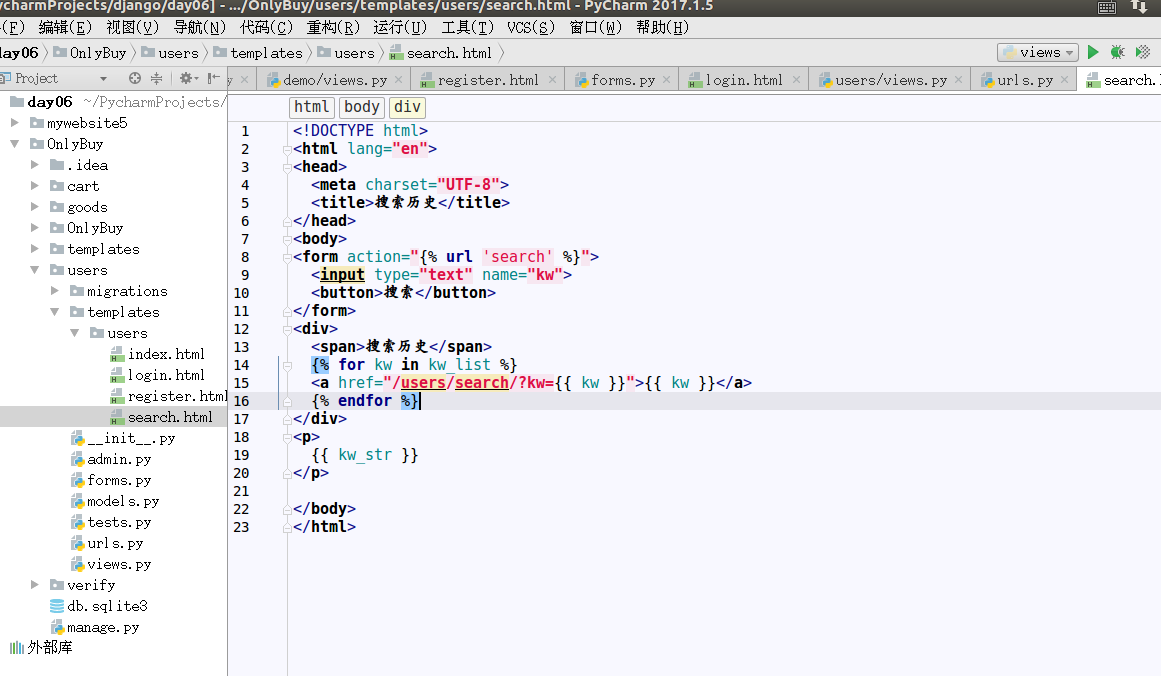 ycharmProjects/django/day06] - .../OnlyBuy/users/templates/users/search.html - PyCharm 2017.1.5
(F) 编辑(E) 视图(V) 导航(N) 代码(C) 重构(R) 运行(U) 工具(T) VCS(S) 窗口(W) 帮助(H)
day06 OnlyBuy users templates users search.html views
Project y demo/views.py register.html forms.py login.html users/views.py urls.py search.
day06 ~/PycharmProjects/
mywebsite5
OnlyBuy
.idea
cart
goods
OnlyBuy
templates
users
migrations
templates
users
index.html
login.html
register.html
search.html
__init__.py
admin.py
forms.py
models.py
tests.py
urls.py
views.py
verify
db.sqlite3
manage.py
外部库
html body div
1 <!DOCTYPE html>
2 <html lang="en">
3 <head>
4 <meta charset="UTF-8">
5 <title>搜索历史</title>
6 </head>
7 <body>
8 <form action="{% url 'search' %}">
9 <input type="text" name="kw">
10 <button>搜索</button>
11 </form>
12 <div>
13 <span>搜索历史</span>
14 {% for kw in kw_list %}
15 <a href="/users/search/?kw={{ kw }}">{{ kw }}</a>
16 {% endfor %}
17 </div>
18 <p>
19 {{ kw_str }}
20 </p>
21
22 </body>
23 </html>